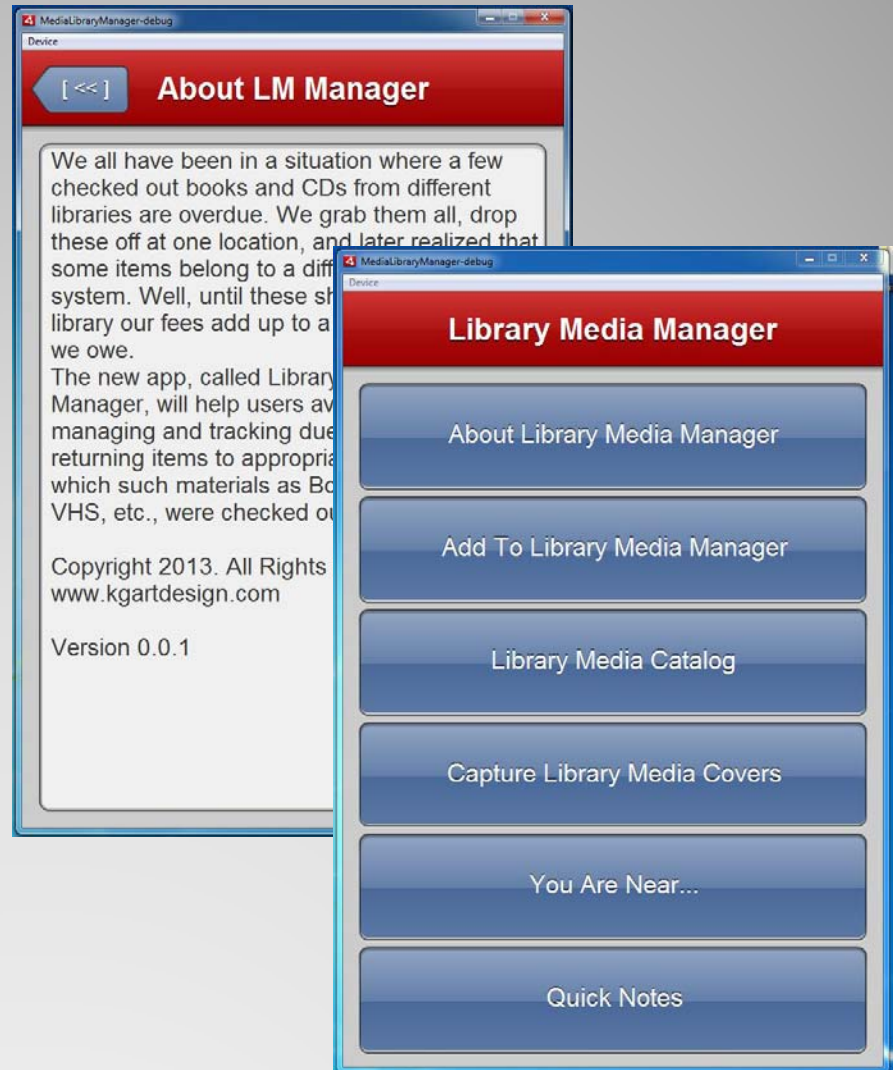 MediaLibraryManager-debug
Device
[ << ]
About LM Manager
We all have been in a situation where a few
checked out books and CDs from different
libraries are overdue. We grab them all, drop
these off at one location, and later realized that
some items belong to a
system. Well, until these
library our fees add up to a
we owe.
The new app, called Library
Manager, will help users
managing and tracking due
returning items to
which such materials as
VHS, etc., were checked
Copyright 2013. All Rights
www.kgartdesign.com
Version 0.0.1
MediaLibraryManager-debug
Device
Library Media Manager
About Library Media Manager
Add To Library Media Manager
Library Media Catalog
Capture Library Media Covers
You Are Near...
Quick Notes